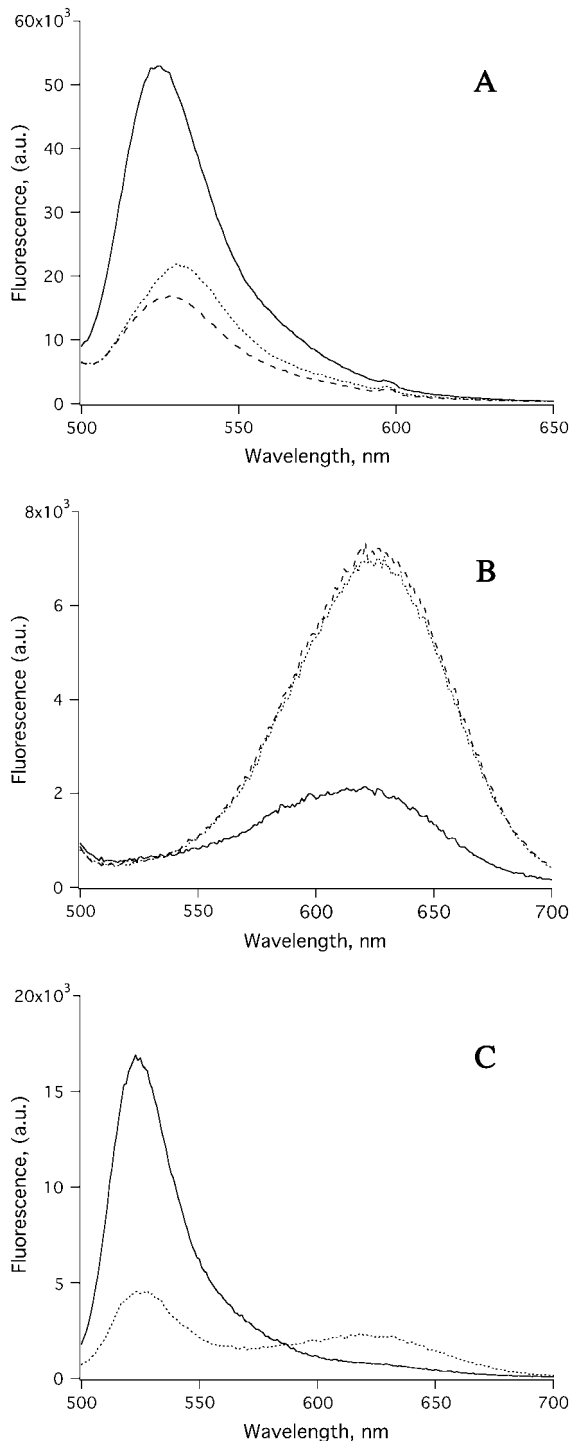 60x10³
A
50
40
30
20
10
0
Fluorescence, (a.u.)
500 550 600 650
Wavelength, nm
8x10³
B
6
4
2
0
Fluorescence (a.u.)
500 550 600 650 700
Wavelength, nm
20x10³
C
15
10
5
0
Fluorescence, (a.u.)
500 550 600 650 700
Wavelength, nm